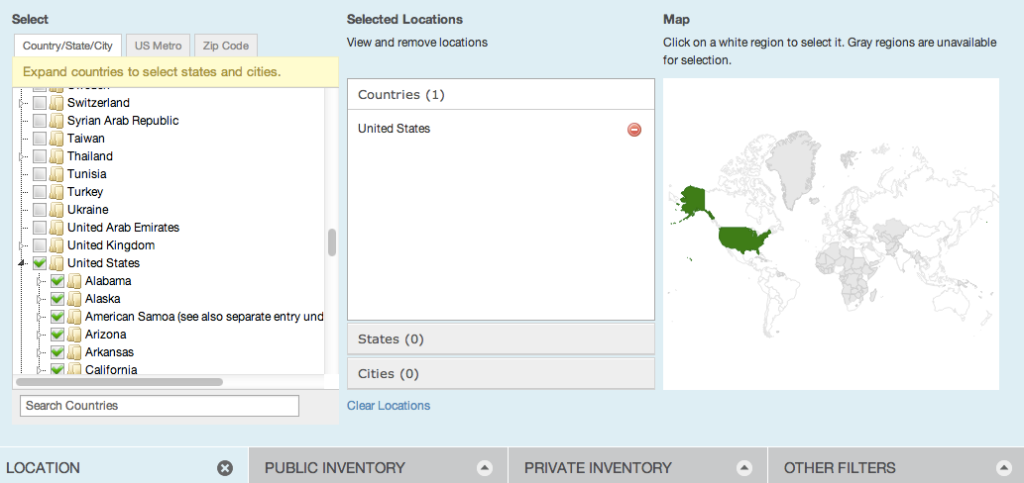 Select
Country/State/City
US Metro
Zip Code
Expand countries to select states and cities.
Sweden
Switzerland
Syrian Arab Republic
Taiwan
Thailand
Tunisia
Turkey
Ukraine
United Arab Emirates
United Kingdom
United States
Alabama
Alaska
American Samoa (see also separate entry und
Arizona
Arkansas
California
Search Countries
Selected Locations
View and remove locations
Countries (1)
United States
States (0)
Cities (0)
Clear Locations
Map
Click on a white region to select it. Gray regions are unavailable
for selection.
LOCATION
PUBLIC INVENTORY
PRIVATE INVENTORY
OTHER FILTERS